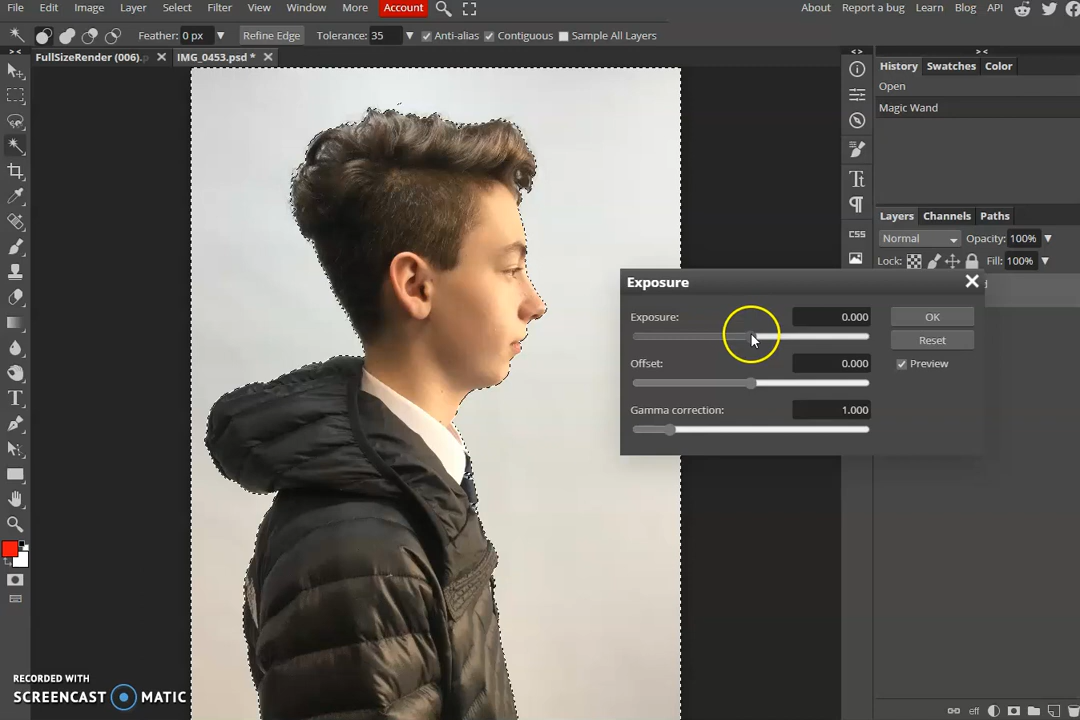 File Edit Image Layer Select Filter View Window More Account About Report a bug Learn Blog API
Feather: 0 px Refine Edge Tolerance: 35 Anti-alias Contiguous Sample All Layers
FullSizeRender (006).p IMG_0453.psd *
History Swatches Color
Open
Magic Wand
Tt
CSS
Layers Channels Paths
Normal Opacity: 100%
Lock: Fill: 100%
Exposure
Exposure: 0.000 OK
Reset
Offset: 0.000 Preview
Gamma correction: 1.000
T
RECORDED WITH
SCREENCAST MATIC
eff